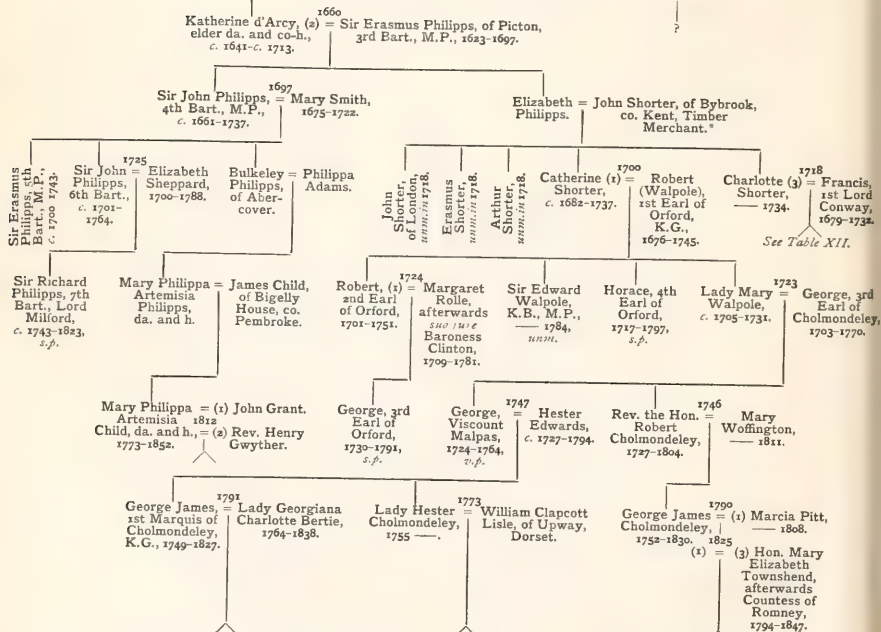 1660
Katherine d'Arcy, (2) = Sir Erasmus Philipps, of Picton,
elder da. and co-h., 3rd Bart., M.P., 1623-1697.
c. 1641-c. 1713.
?
1697
Sir John Philipps, = Mary Smith,
4th Bart., M.P., 1675-1722.
c. 1661-1737.
Elizabeth = John Shorter, of Bybrook,
Philipps. co. Kent, Timber
Merchant.*
Sir Erasmus
Philipps, 5th
Bart., M.P.,
c. 1700 1743.
1725
Sir John = Elizabeth
Philipps, Sheppard,
6th Bart., 1700-1788.
c. 1701-
1764.
Bulkeley = Philippa
Philipps, Adams.
of Aber-
cover.
John
Shorter,
of London,
unm. in 1718.
Erasmus
Shorter,
unm. in 1718.
Arthur
Shorter,
unm. in 1718.
1700
Catherine (1) = Robert
Shorter, (Walpole),
c. 1682-1737. 1st Earl of
Orford,
K.G.,
1676-1745.
1718
Charlotte (3) = Francis,
Shorter, 1st Lord
—— 1734. Conway,
1679-1732.
See Table XII.
Sir Richard
Philipps, 7th
Bart., Lord
Milford,
c. 1743-1823,
s.p.
Mary Philippa = James Child,
Artemisia of Bigelly
Philipps, House, co.
da. and h. Pembroke.
1724
Robert, (1) = Margaret
2nd Earl Rolle,
of Orford, afterwards
1701-1751. suo jure
Baroness
Clinton,
1709-1781.
Sir Edward
Walpole,
K.B., M.P.,
—— 1784,
unm.
Horace, 4th
Earl of
Orford,
1717-1797,
s.p.
1723
Lady Mary = George, 3rd
Walpole, Earl of
c. 1705-1731. Cholmondeley,
1703-1770.
Mary Philippa = (1) John Grant.
Artemisia 1812
Child, da. and h., = (2) Rev. Henry
1773-1852. Gwyther.
George, 3rd
Earl of
Orford,
1730-1791,
s.p.
1747
George, = Hester
Viscount Edwards,
Malpas, c. 1727-1794.
1724-1764,
v.p.
1746
Rev. the Hon. = Mary
Robert Woffington,
Cholmondeley, —— 1811.
1727-1804.
1791
George James, = Lady Georgiana
1st Marquis of Charlotte Bertie,
Cholmondeley, 1764-1838.
K.G., 1749-1827.
1773
Lady Hester = William Clapcott
Cholmondeley, Lisle, of Upway,
1755 ——. Dorset.
1790
George James = (1) Marcia Pitt,
Cholmondeley, —— 1808.
1752-1830. 1825
(1) = (3) Hon. Mary
Elizabeth
Townshend,
afterwards
Countess of
Romney,
1794-1847.